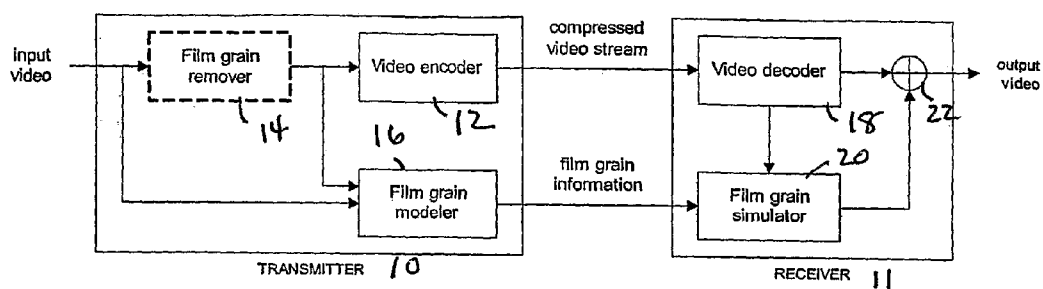 input
video
Film grain
remover
14
Video encoder
12
16
Film grain
modeler
TRANSMITTER 10
compressed
video stream
film grain
information
Video decoder
18
22
20
Film grain
simulator
output
video
RECEIVER 11